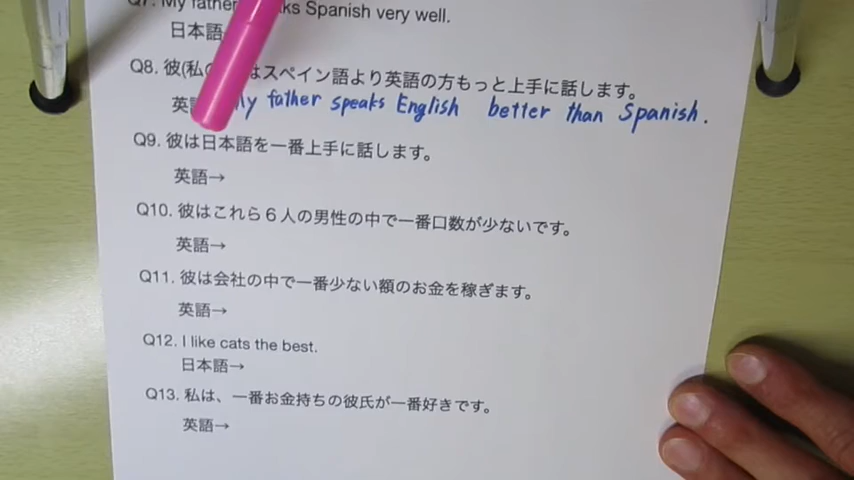 Q7. My father speaks Spanish very well.
日本語
Q8. 彼(私の はスペイン語より英語の方もっと上手に話します。
英語 My father speaks English better than Spanish.
Q9. 彼は日本語を一番上手に話します。
英語→
Q10. 彼はこれら6人の男性の中で一番口数が少ないです。
英語→
Q11. 彼は会社の中で一番少ない額のお金を稼ぎます。
英語→
Q12. I like cats the best.
日本語→
Q13. 私は、一番お金持ちの彼氏が一番好きです。
英語→